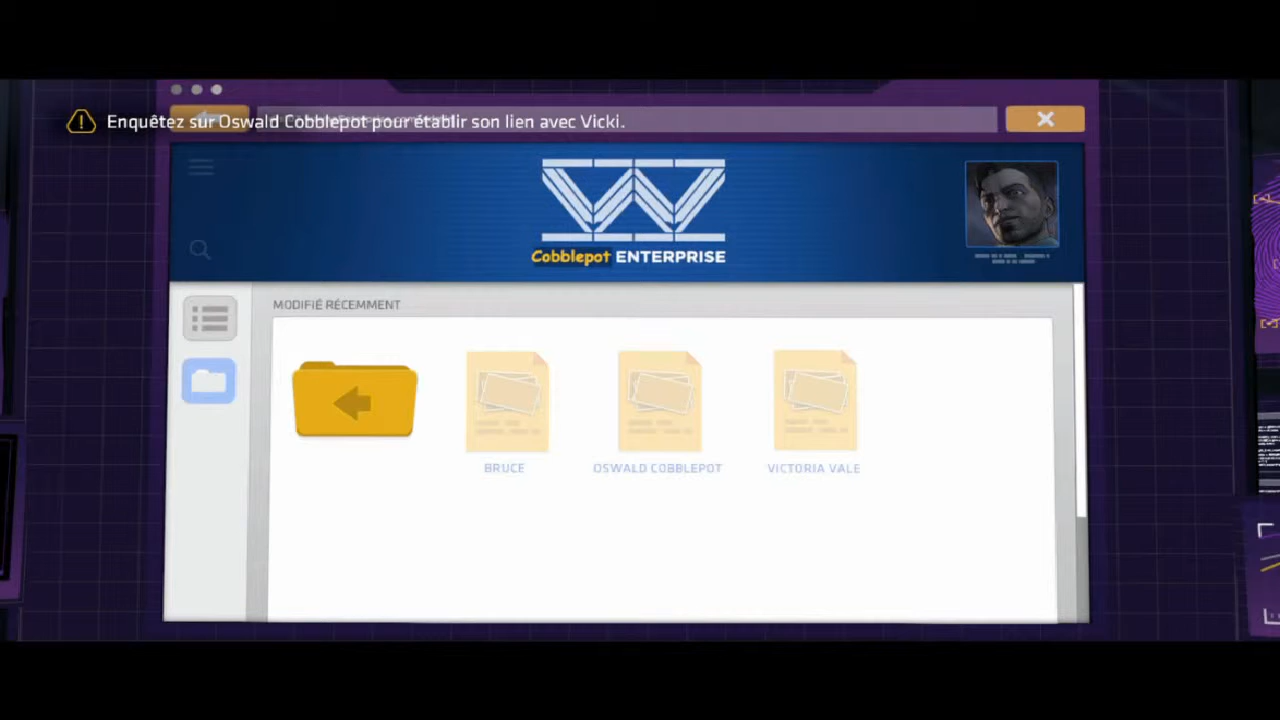 Enquêtez sur Oswald Cobblepot pour établir son lien avec Vicki.
Cobblepot ENTERPRISE
MODIFIÉ RÉCEMMENT
BRUCE
OSWALD COBBLEPOT
VICTORIA VALE